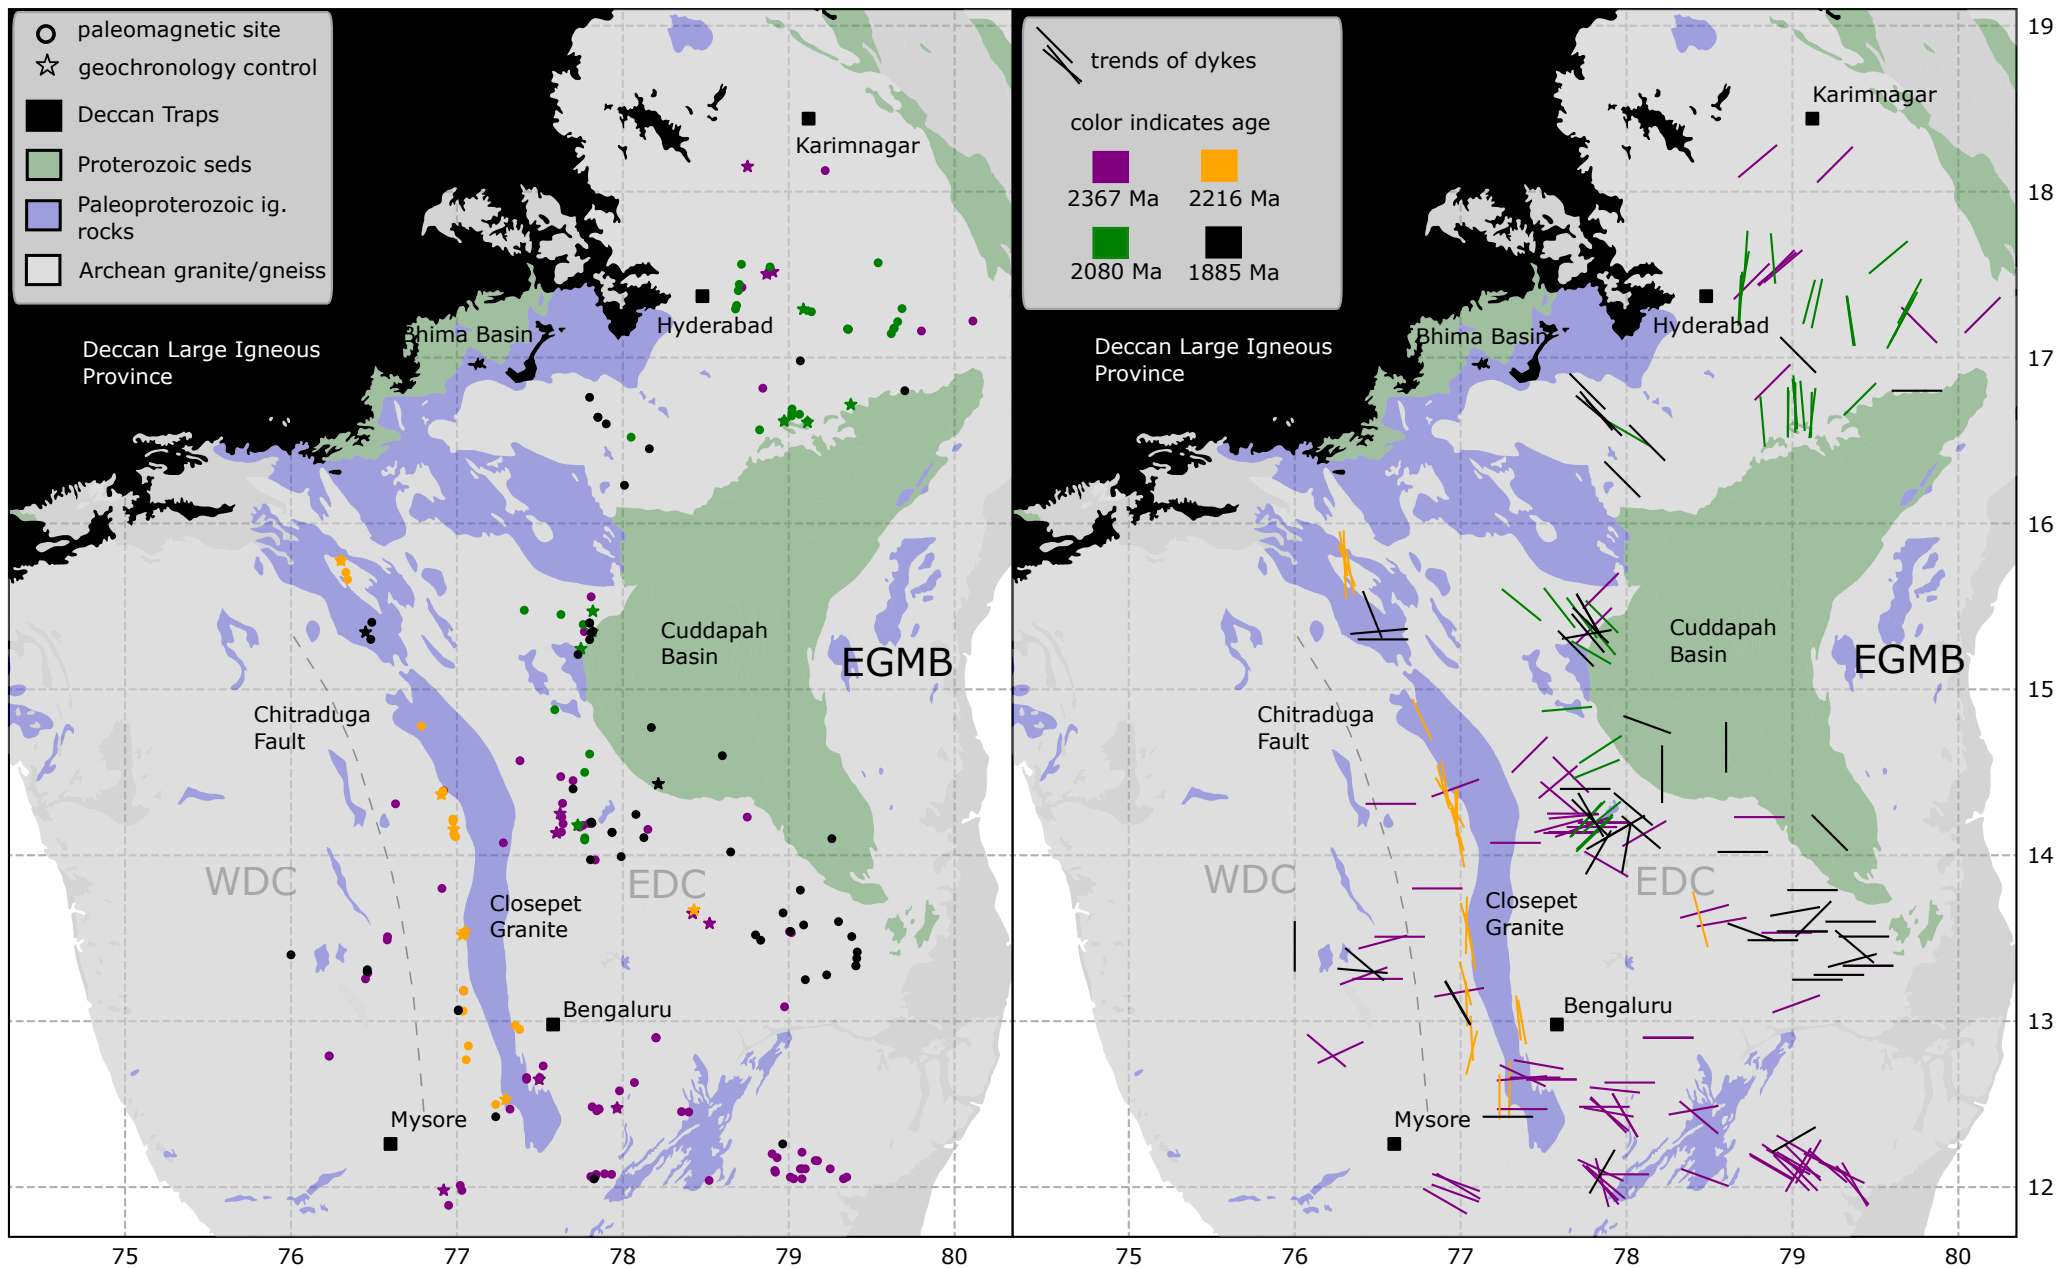 paleomagnetic site
geochronology control
Deccan Traps
Proterozoic seds
Paleoproterozoic ig.
rocks
Archean granite/gneiss
Karimnagar
Hyderabad
Bhima Basin
Deccan Large Igneous
Province
Cuddapah
Basin
EGMB
Chitraduga
Fault
WDC
EDC
Closepet
Granite
Bengaluru
Mysore
75
76
77
78
79
80
trends of dykes
color indicates age
2367 Ma
2216 Ma
2080 Ma
1885 Ma
Karimnagar
Hyderabad
Bhima Basin
Deccan Large Igneous
Province
Cuddapah
Basin
EGMB
Chitraduga
Fault
WDC
EDC
Closepet
Granite
Bengaluru
Mysore
19
18
17
16
15
14
13
12
75
76
77
78
79
80